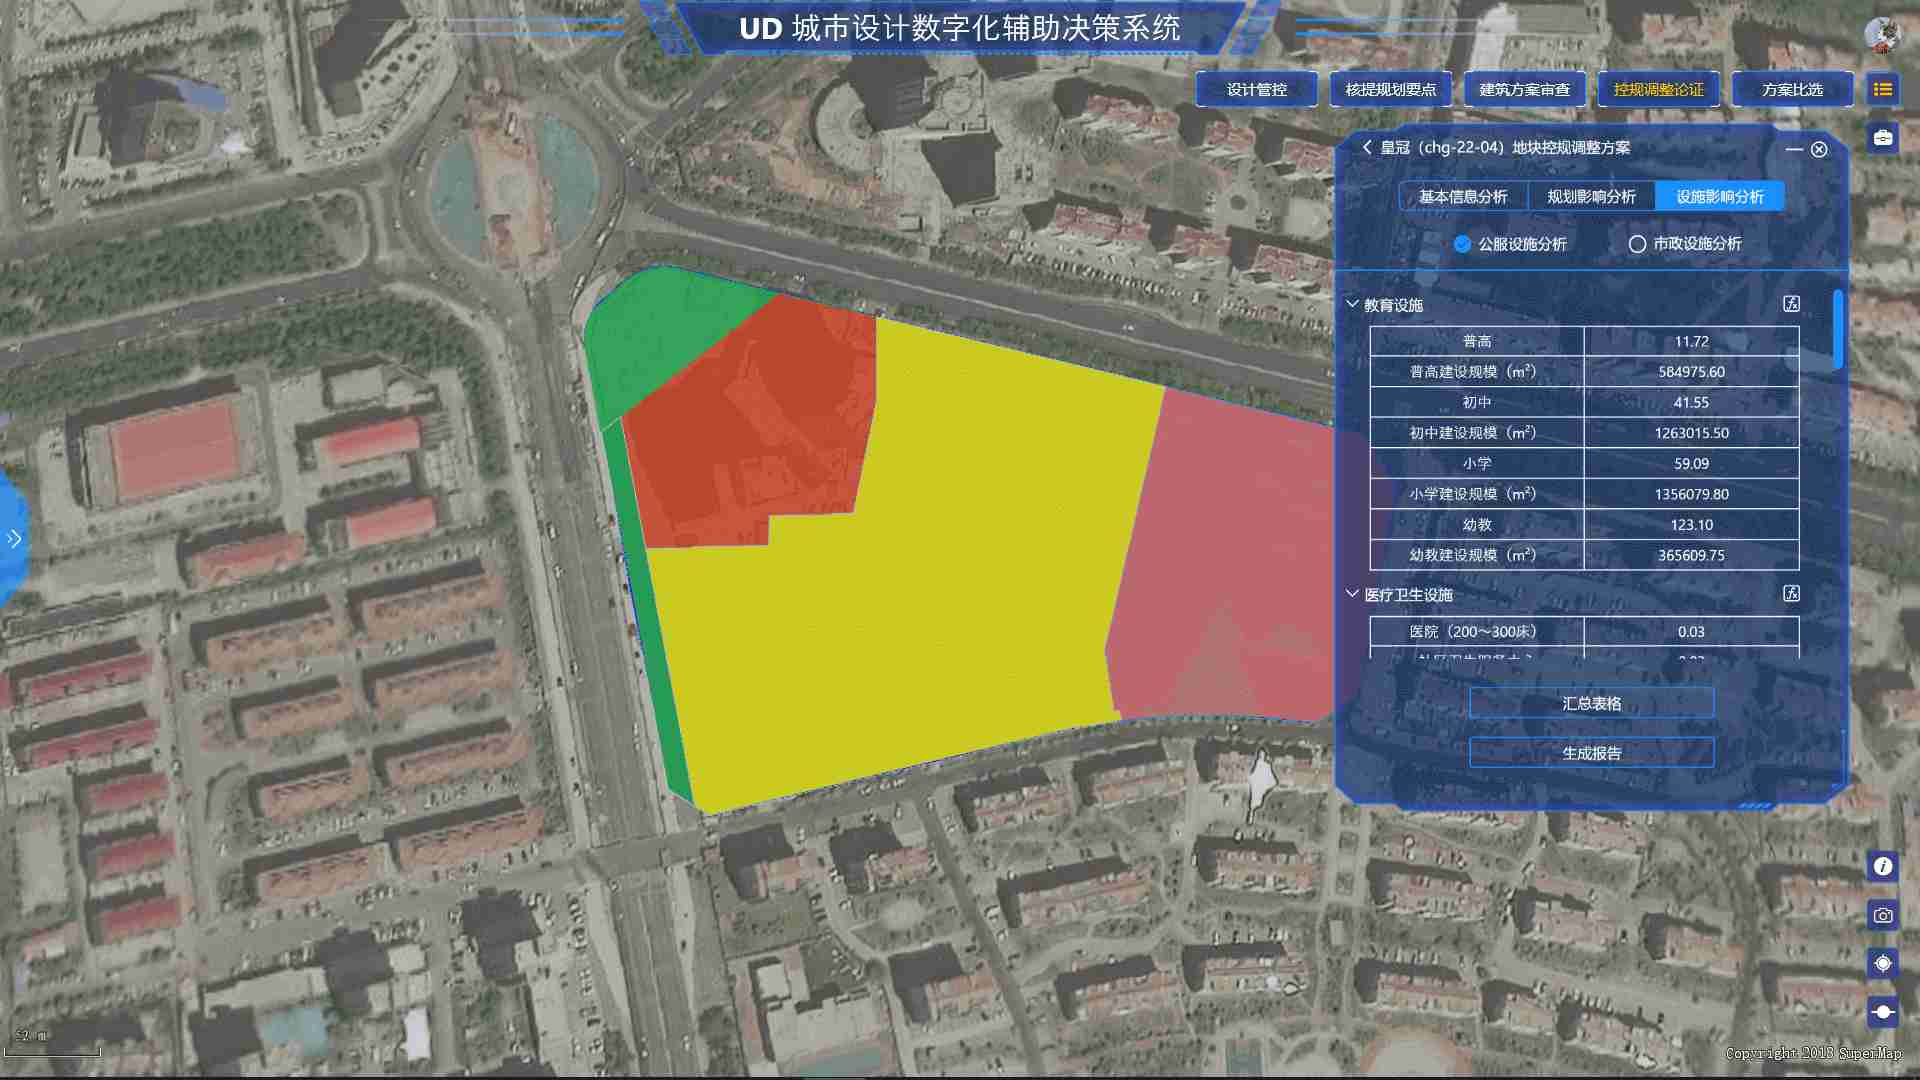 UD 城市设计数字化辅助决策系统
设计管控
核提规划要点
建筑方案审查
控规调整论证
方案比选
皇冠（chg-22-04）地块控规调整方案
基本信息分析
规划影响分析
设施影响分析
公服设施分析
市政设施分析
教育设施
普高 11.72
普高建设规模（m²） 584975.60
初中 41.55
初中建设规模（m²） 1263015.50
小学 59.09
小学建设规模（m²） 1356079.80
幼教 123.10
幼教建设规模（m²） 365609.75
医疗卫生设施
医院（200～300床） 0.03
汇总表格
生成报告
52 m
Copyright 2018 SuperMap